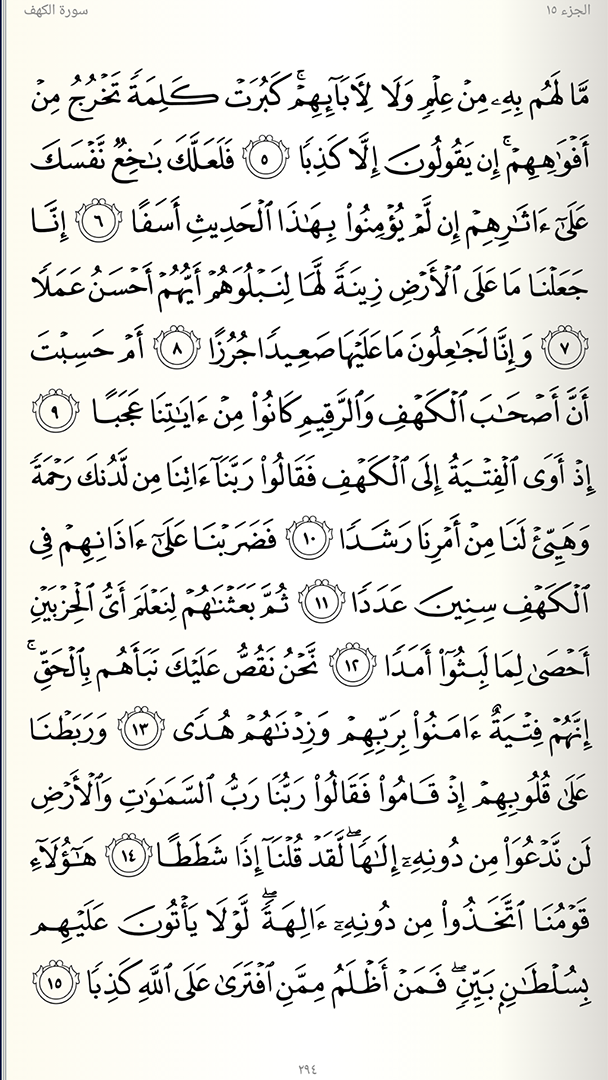 سورة الكهف الجزء ١٥
مَّا لَهُم بِهِۦ مِنْ عِلْمٍ وَلَا لِأَبَآئِهِمْ ۚ كَبُرَتْ كَلِمَةً تَخْرُجُ مِنْ
أَفْوَٰهِهِمْ ۚ إِن يَقُولُونَ إِلَّا كَذِبًا ٥ فَلَعَلَّكَ بَـٰخِعٌ نَّفْسَكَ
عَلَىٰٓ ءَاثَـٰرِهِمْ إِن لَّمْ يُؤْمِنُوا۟ بِهَـٰذَا ٱلْحَدِيثِ أَسَفًا ٦ إِنَّا
جَعَلْنَا مَا عَلَى ٱلْأَرْضِ زِينَةً لَّهَا لِنَبْلُوَهُمْ أَيُّهُمْ أَحْسَنُ عَمَلًا
٧ وَإِنَّا لَجَـٰعِلُونَ مَا عَلَيْهَا صَعِيدًا جُرُزًا ٨ أَمْ حَسِبْتَ
أَنَّ أَصْحَـٰبَ ٱلْكَهْفِ وَٱلرَّقِيمِ كَانُوا۟ مِنْ ءَايَـٰتِنَا عَجَبًا ٩
إِذْ أَوَى ٱلْفِتْيَةُ إِلَى ٱلْكَهْفِ فَقَالُوا۟ رَبَّنَآ ءَاتِنَا مِن لَّدُنكَ رَحْمَةً
وَهَيِّئْ لَنَا مِنْ أَمْرِنَا رَشَدًا ١٠ فَضَرَبْنَا عَلَىٰٓ ءَاذَانِهِمْ فِى
ٱلْكَهْفِ سِنِينَ عَدَدًا ١١ ثُمَّ بَعَثْنَـٰهُمْ لِنَعْلَمَ أَىُّ ٱلْحِزْبَيْنِ
أَحْصَىٰ لِمَا لَبِثُوٓا۟ أَمَدًا ١٢ نَّحْنُ نَقُصُّ عَلَيْكَ نَبَأَهُم بِٱلْحَقِّ ۚ
إِنَّهُمْ فِتْيَةٌ ءَامَنُوا۟ بِرَبِّهِمْ وَزِدْنَـٰهُمْ هُدًى ١٣ وَرَبَطْنَا
عَلَىٰ قُلُوبِهِمْ إِذْ قَامُوا۟ فَقَالُوا۟ رَبُّنَا رَبُّ ٱلسَّمَـٰوَٰتِ وَٱلْأَرْضِ
لَن نَّدْعُوَا۟ مِن دُونِهِۦٓ إِلَـٰهًا ۖ لَّقَدْ قُلْنَآ إِذًا شَطَطًا ١٤ هَـٰٓؤُلَآءِ
قَوْمُنَا ٱتَّخَذُوا۟ مِن دُونِهِۦٓ ءَالِهَةً ۖ لَّوْلَا يَأْتُونَ عَلَيْهِم
بِسُلْطَـٰنٍۭ بَيِّنٍ ۖ فَمَنْ أَظْلَمُ مِمَّنِ ٱفْتَرَىٰ عَلَى ٱللَّهِ كَذِبًا ١٥
٢٩٤